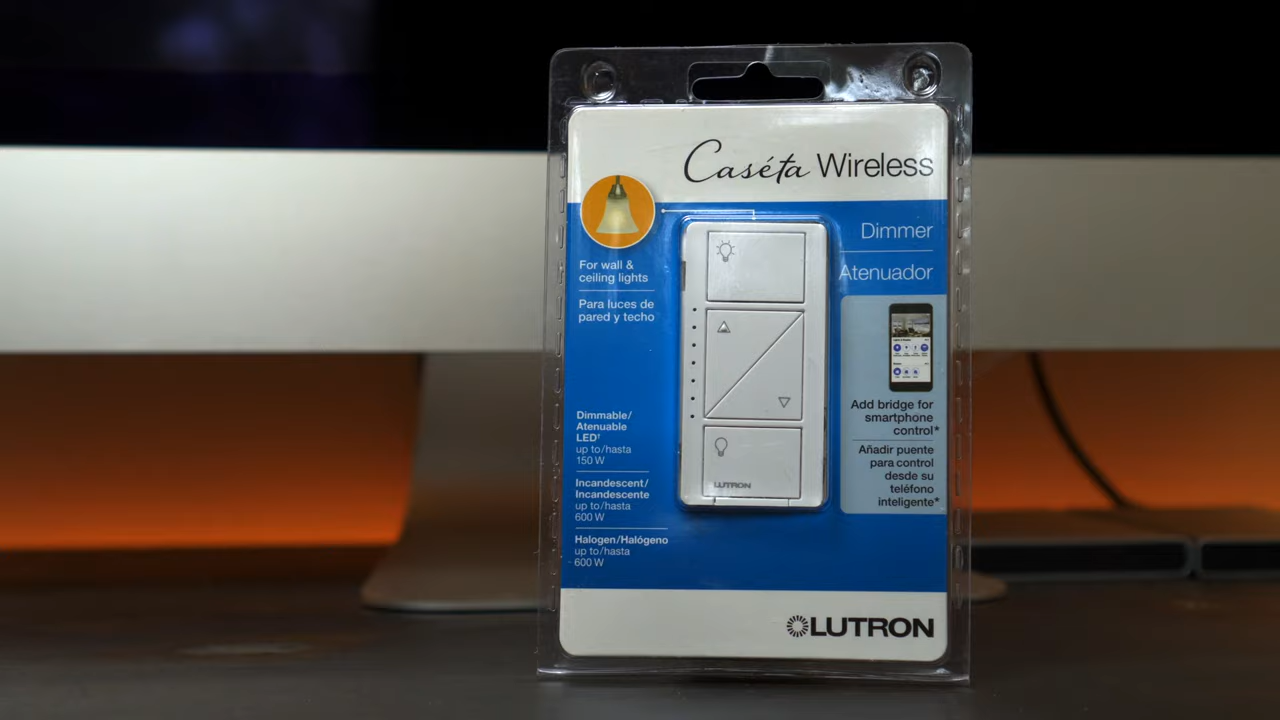 Caséta Wireless
Dimmer
Atenuador
For wall &
ceiling lights
Para luces de
pared y techo
Dimmable/
Atenuable
LED†
up to/hasta
150 W
Incandescent/
Incandescente
up to/hasta
600 W
Halogen/Halógeno
up to/hasta
600 W
LUTRON
Add bridge for
smartphone
control*
Añadir puente
para control
desde su
teléfono
inteligente*
LUTRON